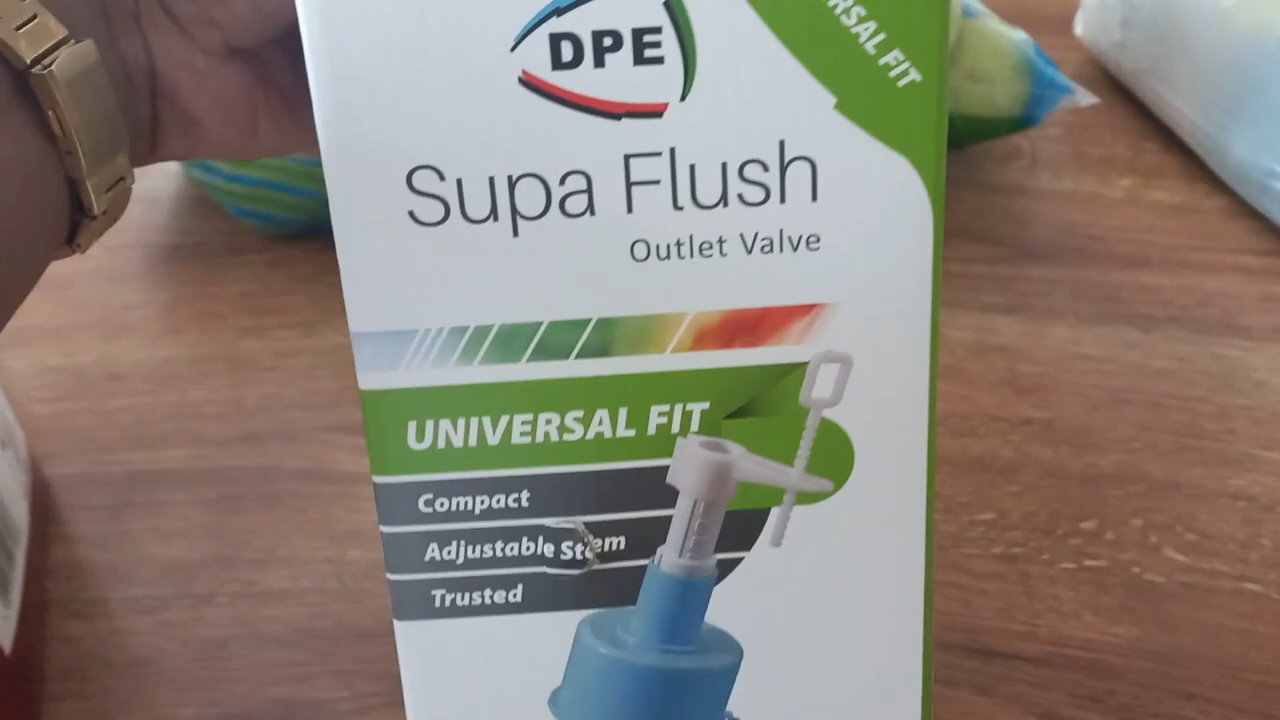 DPE
RSAL FIT
Supa Flush
Outlet Valve
UNIVERSAL FIT
Compact
Adjustable Stem
Trusted